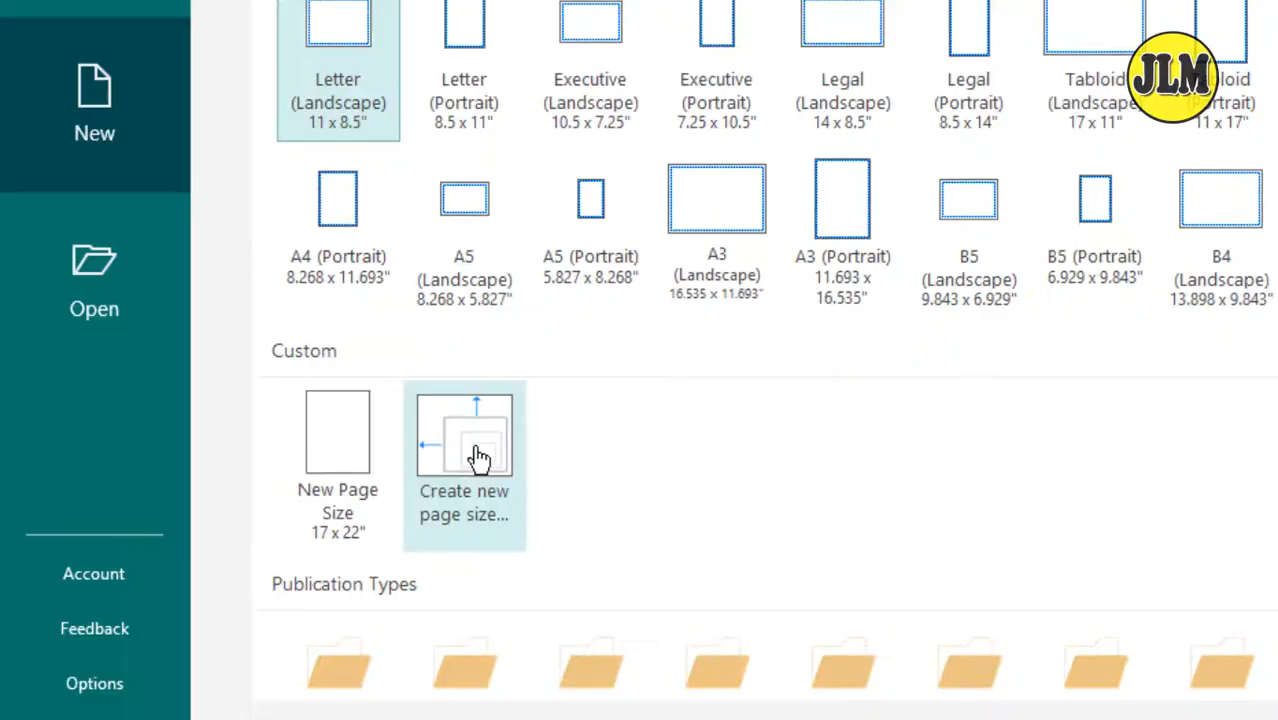 New
Open
Account
Feedback
Options
Letter
(Landscape)
11 x 8.5"
Letter
(Portrait)
8.5 x 11"
Executive
(Landscape)
10.5 x 7.25"
Executive
(Portrait)
7.25 x 10.5"
Legal
(Landscape)
14 x 8.5"
Legal
(Portrait)
8.5 x 14"
Tabloid
(Landscape)
17 x 11"
JLM
bloid
(Portrait)
11 x 17"
A4 (Portrait)
8.268 x 11.693"
A5
(Landscape)
8.268 x 5.827"
A5 (Portrait)
5.827 x 8.268"
A3
(Landscape)
16.535 x 11.693"
A3 (Portrait)
11.693 x
16.535"
B5
(Landscape)
9.843 x 6.929"
B5 (Portrait)
6.929 x 9.843"
B4
(Landscape)
13.898 x 9.843"
Custom
New Page
Size
17 x 22"
Create new
page size...
Publication Types